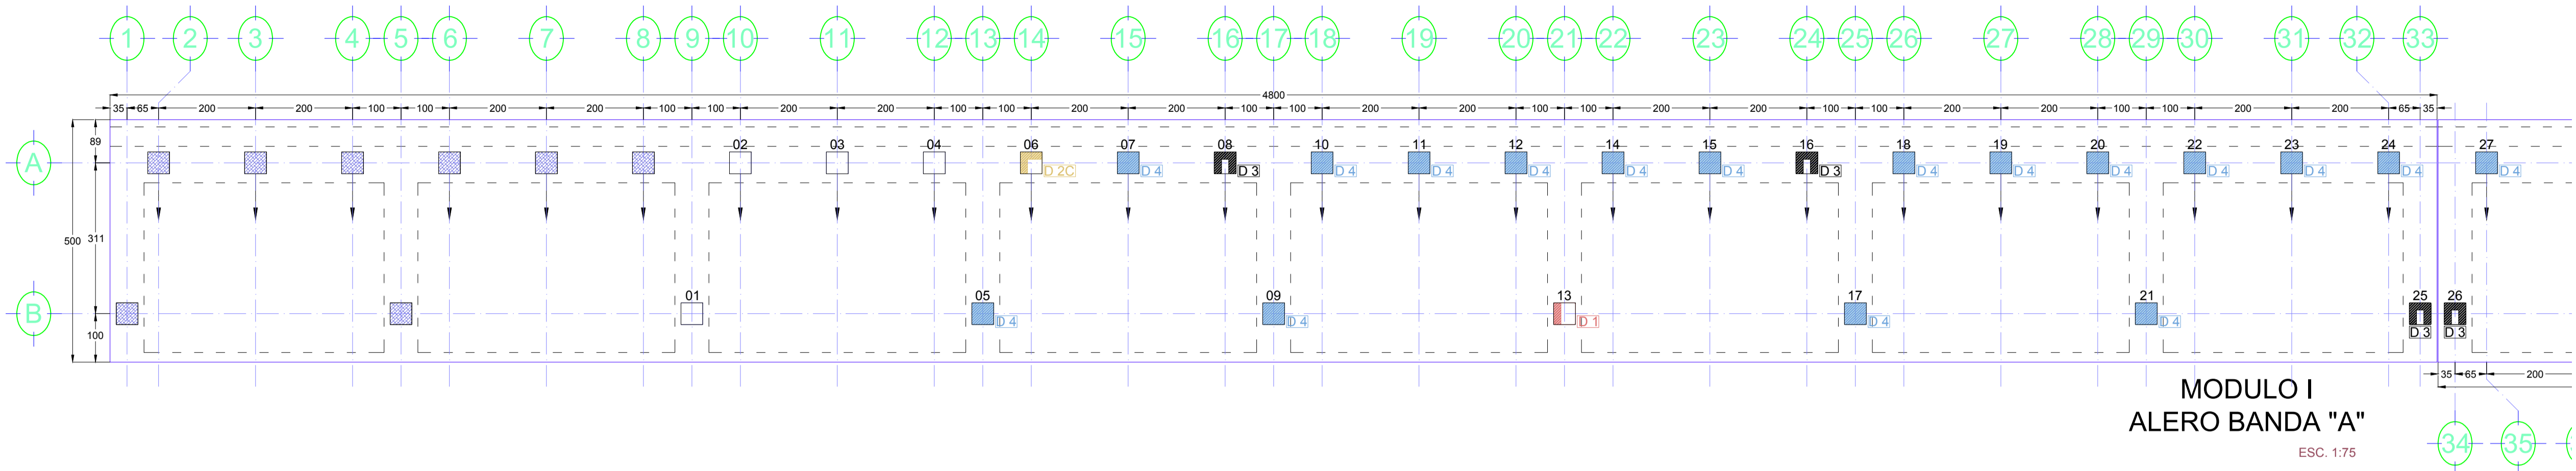 1 2 3 4 5 6 7 8 9 10 11 12 13 14 15 16 17 18 19 20 21 22 23 24 25 26 27 28 29 30 31 32 33
4800
35 65 200 200 100 100 200 200 100 100 200 200 100 100 200 200 100 100 200 200 100 100 200 200 100 100 200 200 100 100 200 200 65 35
89
02 03 04 06 07 08 10 11 12 14 15 16 18 19 20 22 23 24 27
A
D 2C D 4 D 3 D 4 D 4 D 4 D 4 D 4 D 3 D 4 D 4 D 4 D 4 D 4 D 4 D 4
500 311
01 05 09 13 17 21 25 26
B
D 4 D 4 D 1 D 4 D 4 D 3 D 3
100
35 65 200
MODULO I
ALERO BANDA "A"
34 35
ESC. 1:75